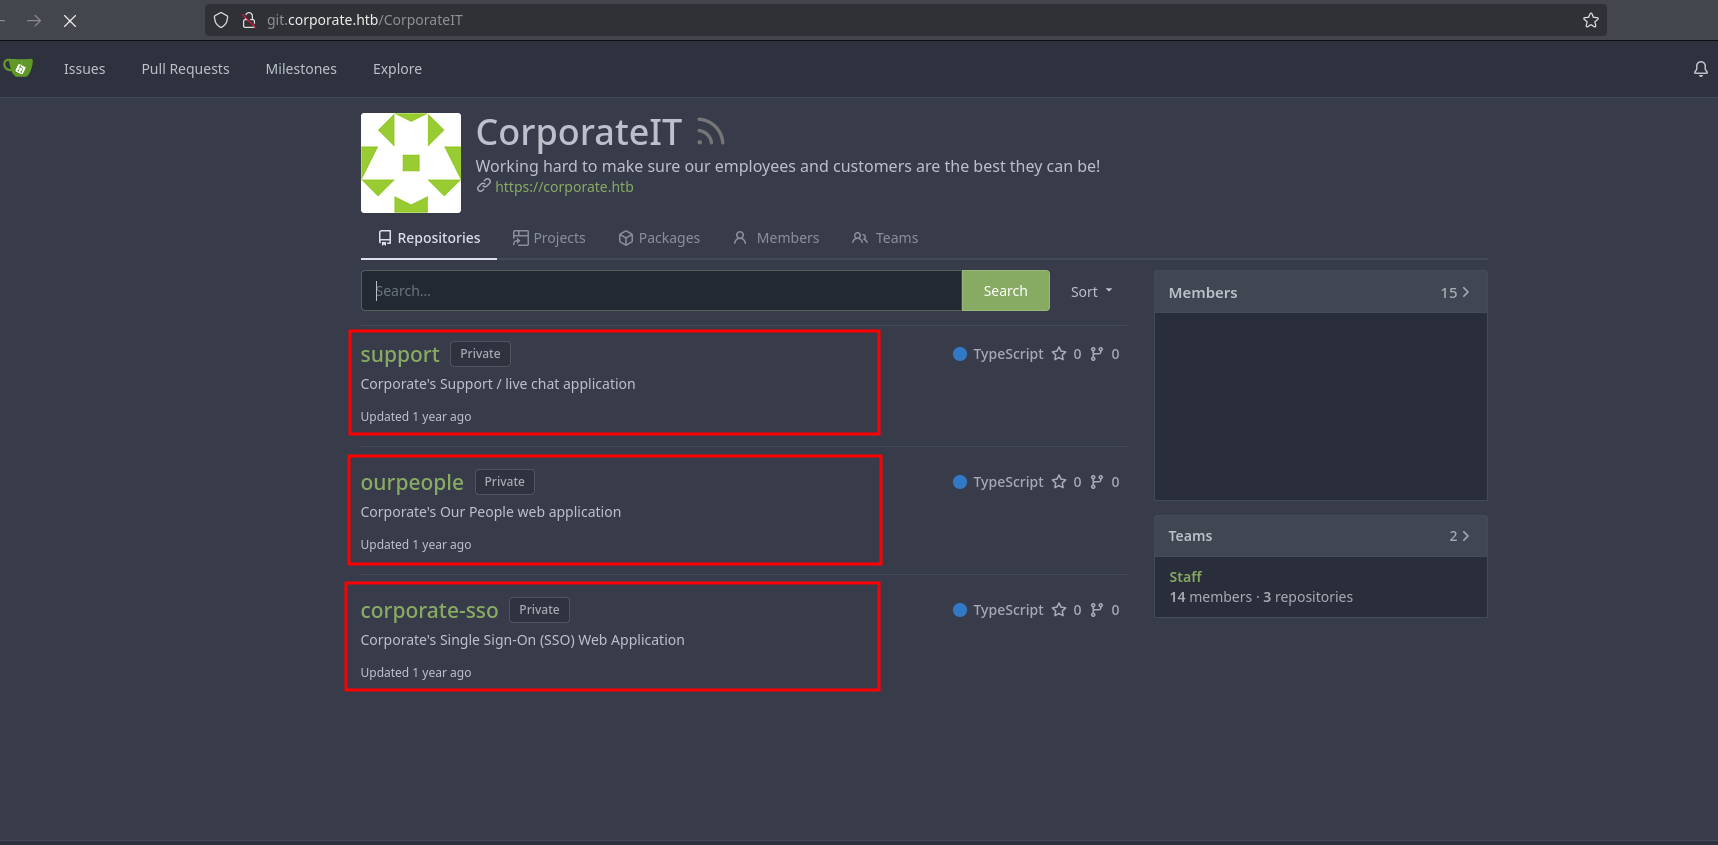 git.corporate.htb/CorporateIT
Issues Pull Requests Milestones Explore
CorporateIT
Working hard to make sure our employees and customers are the best they can be!
https://corporate.htb
Repositories Projects Packages Members Teams
Search... Search Sort
support Private TypeScript 0 0
Corporate's Support / live chat application
Updated 1 year ago
ourpeople Private TypeScript 0 0
Corporate's Our People web application
Updated 1 year ago
corporate-sso Private TypeScript 0 0
Corporate's Single Sign-On (SSO) Web Application
Updated 1 year ago
Members 15
Teams 2
Staff
14 members · 3 repositories